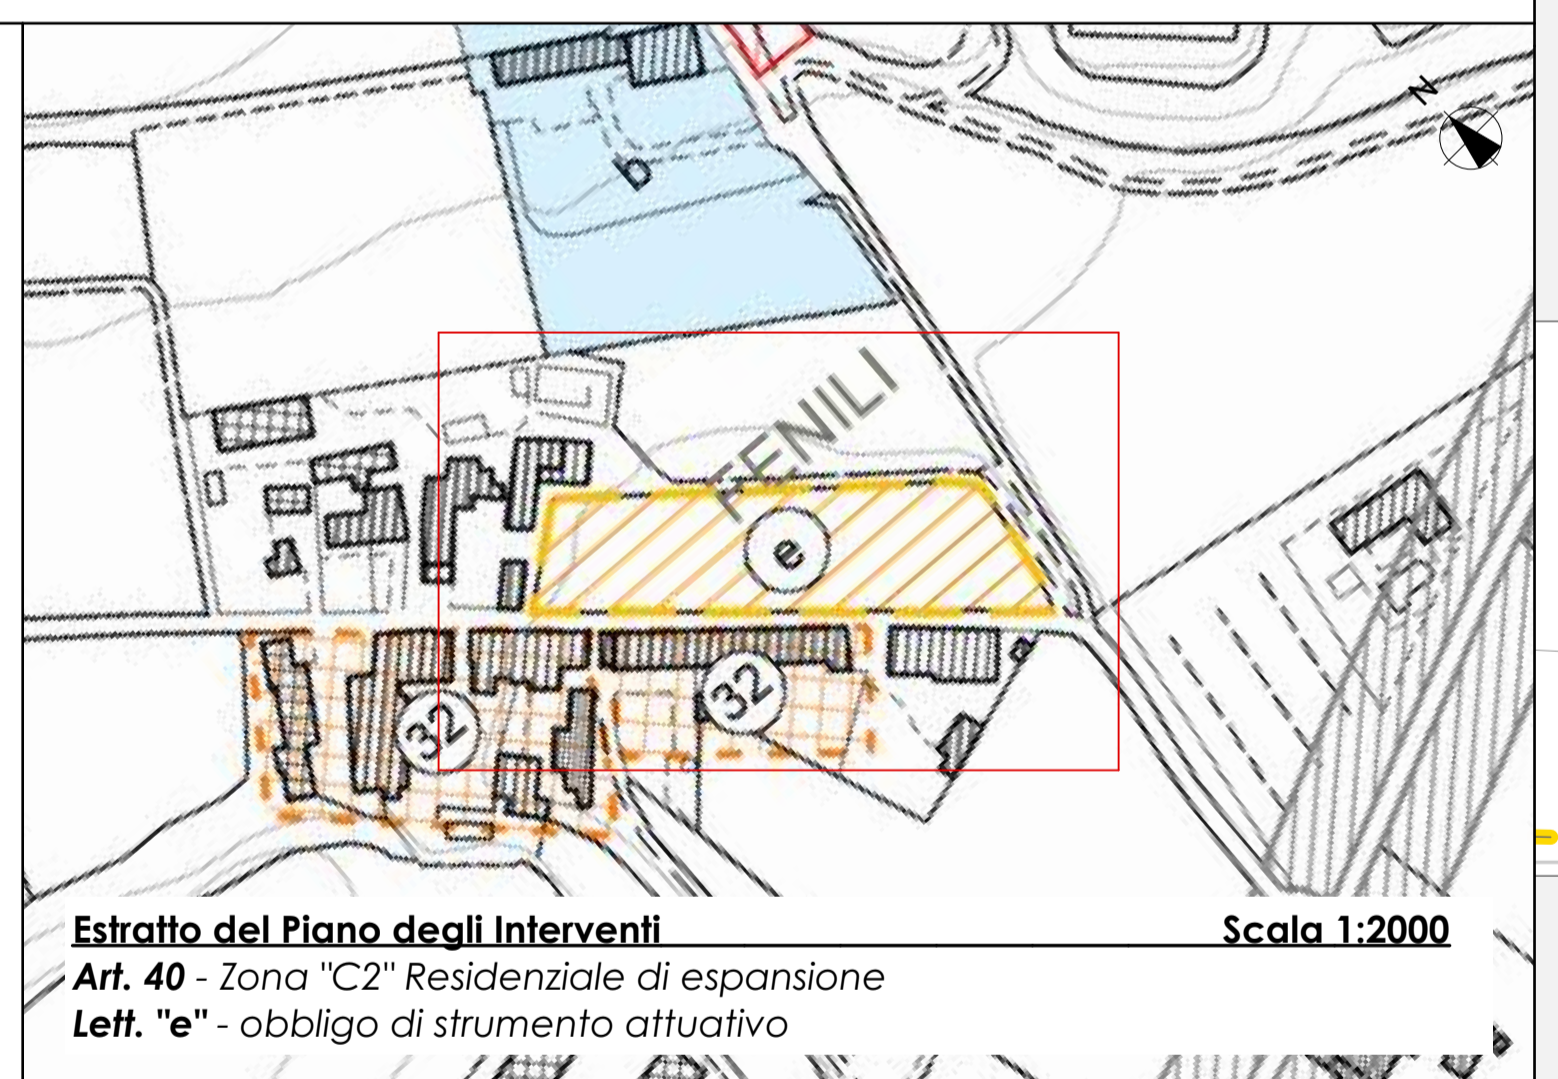 N
b
FENILI
e
32
32
Estratto del Piano degli Interventi Scala 1:2000
Art. 40 - Zona "C2" Residenziale di espansione
Lett. "e" - obbligo di strumento attuativo